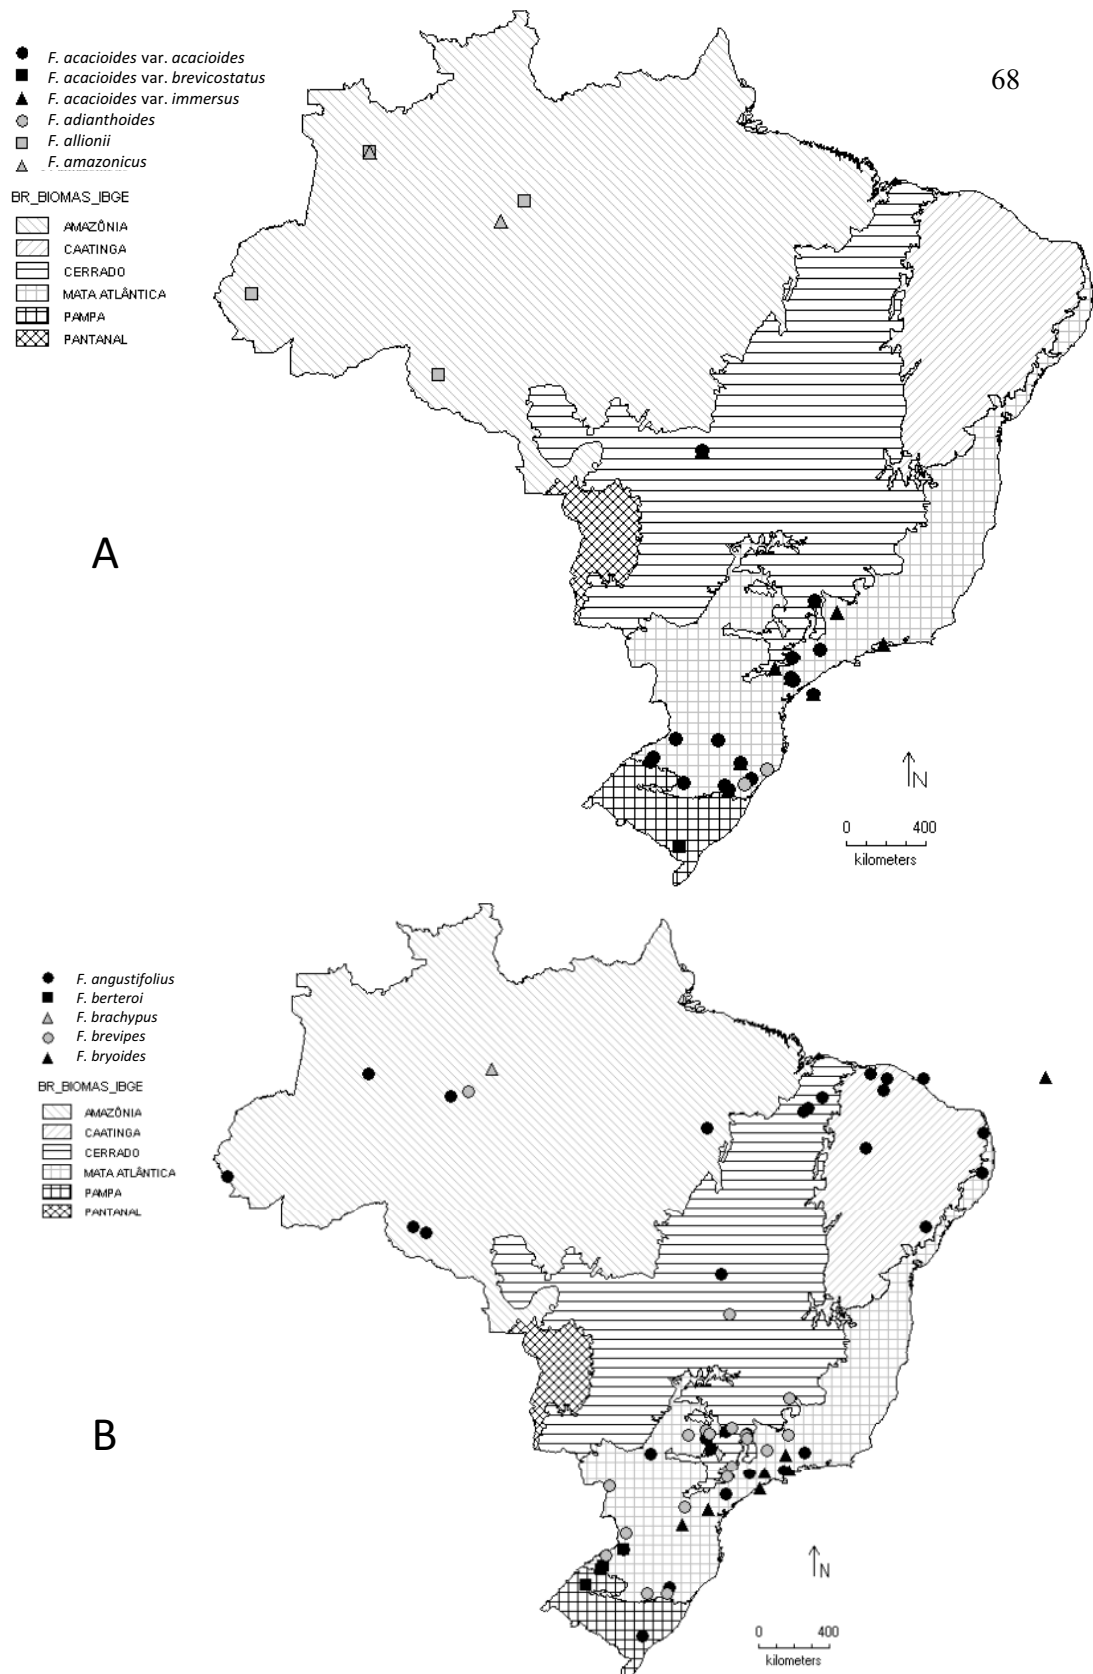 68
F. acacioides var. acacioides
F. acacioides var. brevicostatus
F. acacioides var. immersus
F. adianthoides
F. allionii
F. amazonicus
BR_BIOMAS_IBGE
AMAZÔNIA
CAATINGA
CERRADO
MATA ATLÂNTICA
PAMPA
PANTANAL
A
N
0 400
kilometers
F. angustifolius
F. berteroi
F. brachypus
F. brevipes
F. bryoides
BR_BIOMAS_IBGE
AMAZÔNIA
CAATINGA
CERRADO
MATA ATLÂNTICA
PAMPA
PANTANAL
B
N
0 400
kilometers